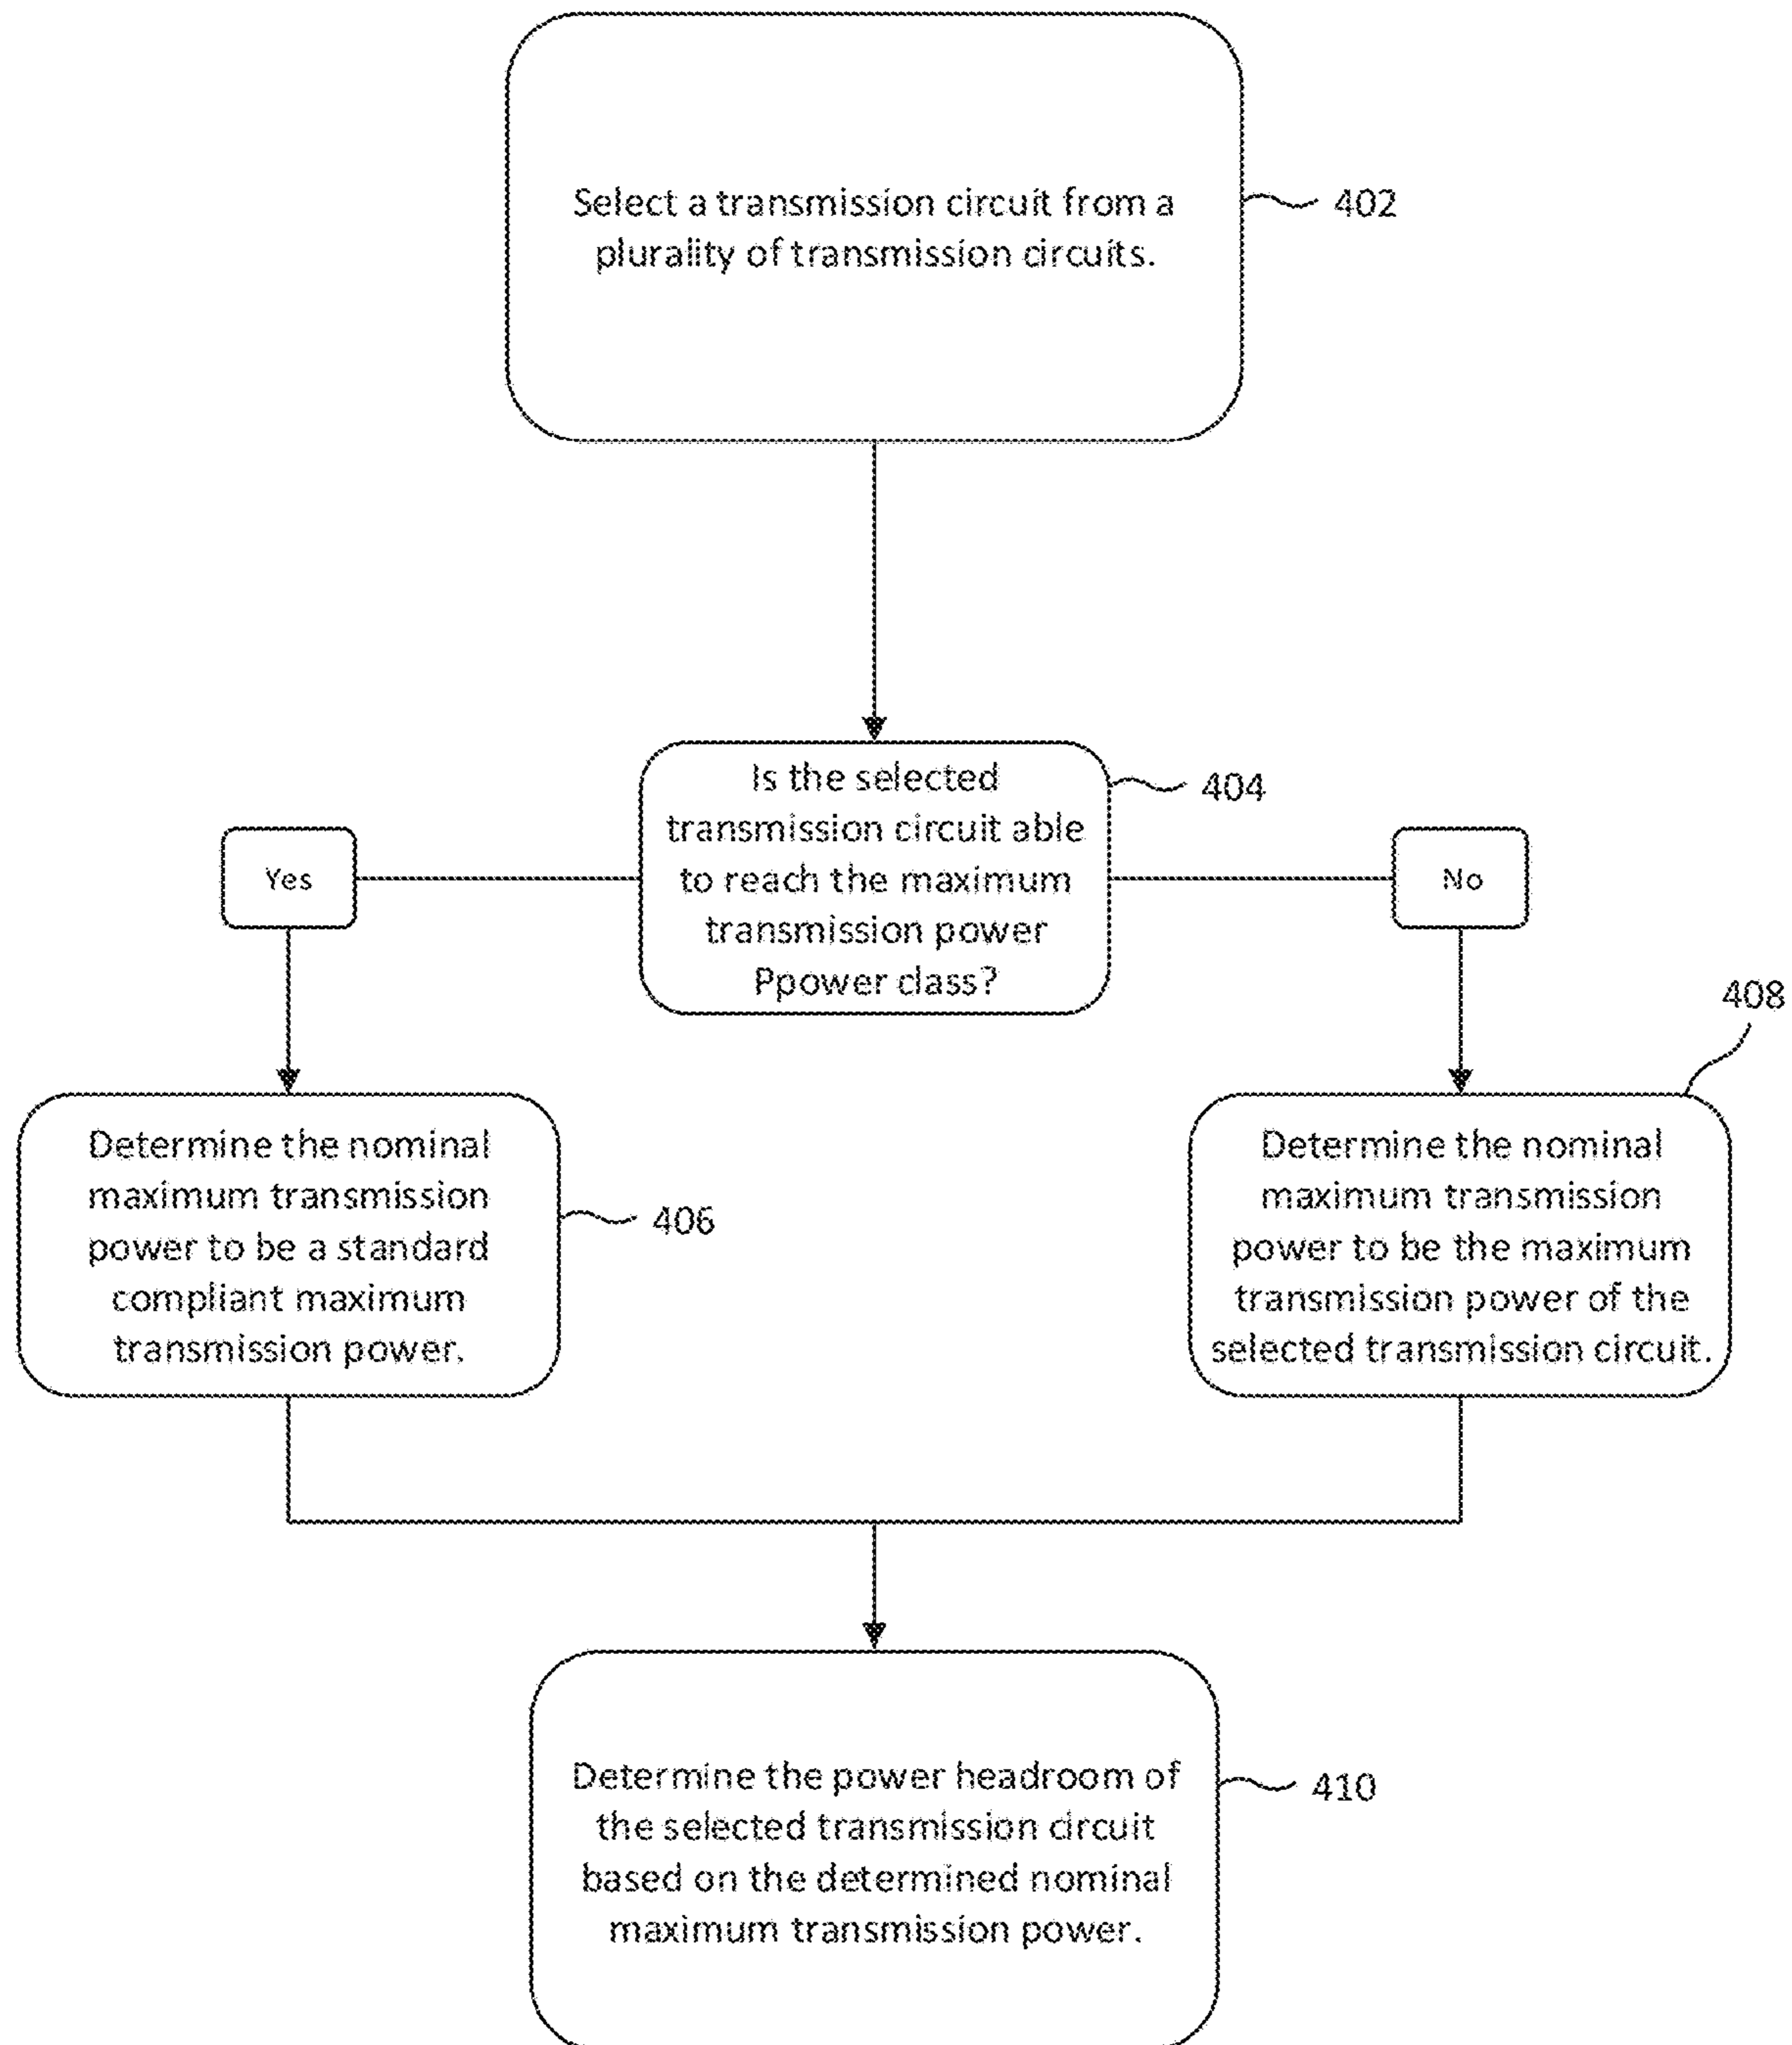 Select a transmission circuit from a
plurality of transmission circuits.
402
Is the selected
transmission circuit able
to reach the maximum
transmission power
Ppower class?
404
Yes
No
408
Determine the nominal
maximum transmission
power to be a standard
compliant maximum
transmission power.
406
Determine the nominal
maximum transmission
power to be the maximum
transmission power of the
selected transmission circuit.
Determine the power headroom of
the selected transmission circuit
based on the determined nominal
maximum transmission power.
410